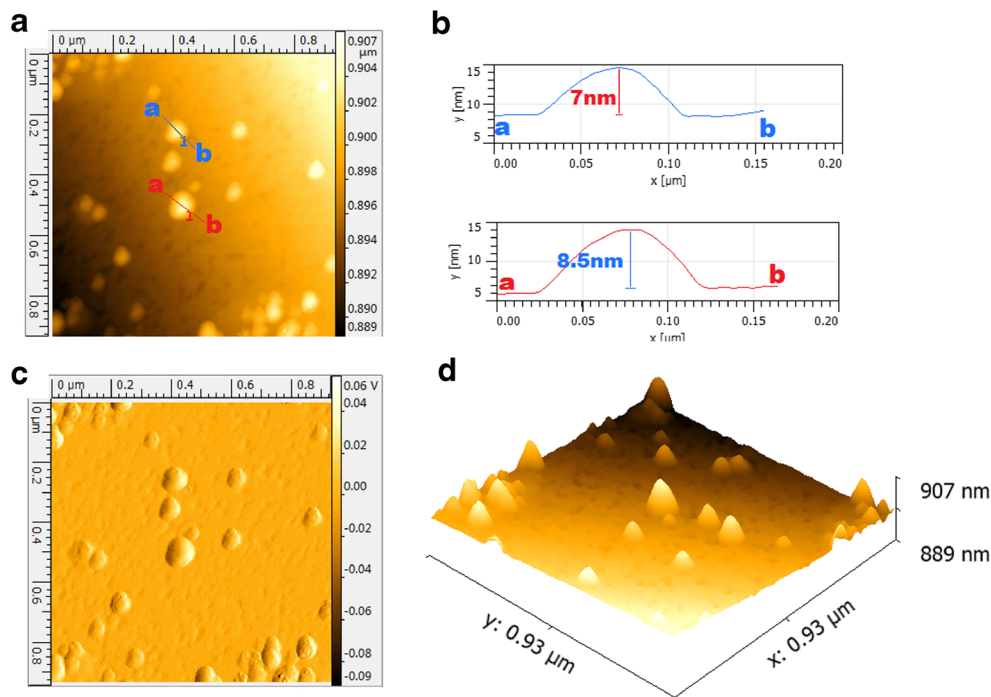 a
0 µm 0.2 0.4 0.6
0 µm
0.2
0.4
0.6
0.8
0.907
µm
0.904
0.902
0.900
0.898
0.896
0.894
0.892
0.890
0.889
a
1
b
a
1
b
b
y [nm]
15
10
5
7nm
a
b
0.00 0.05 0.10 0.15 0.20
x [µm]
y [nm]
15
10
5
8.5nm
a
b
0.00 0.05 0.10 0.15 0.20
x [µm]
c
0 µm 0.2 0.4 0.6 0.8
0 µm
0.2
0.4
0.6
0.8
0.06 V
0.04
0.02
0.00
-0.02
-0.04
-0.06
-0.08
-0.09
d
907 nm
889 nm
y: 0.93 µm
x: 0.93 µm